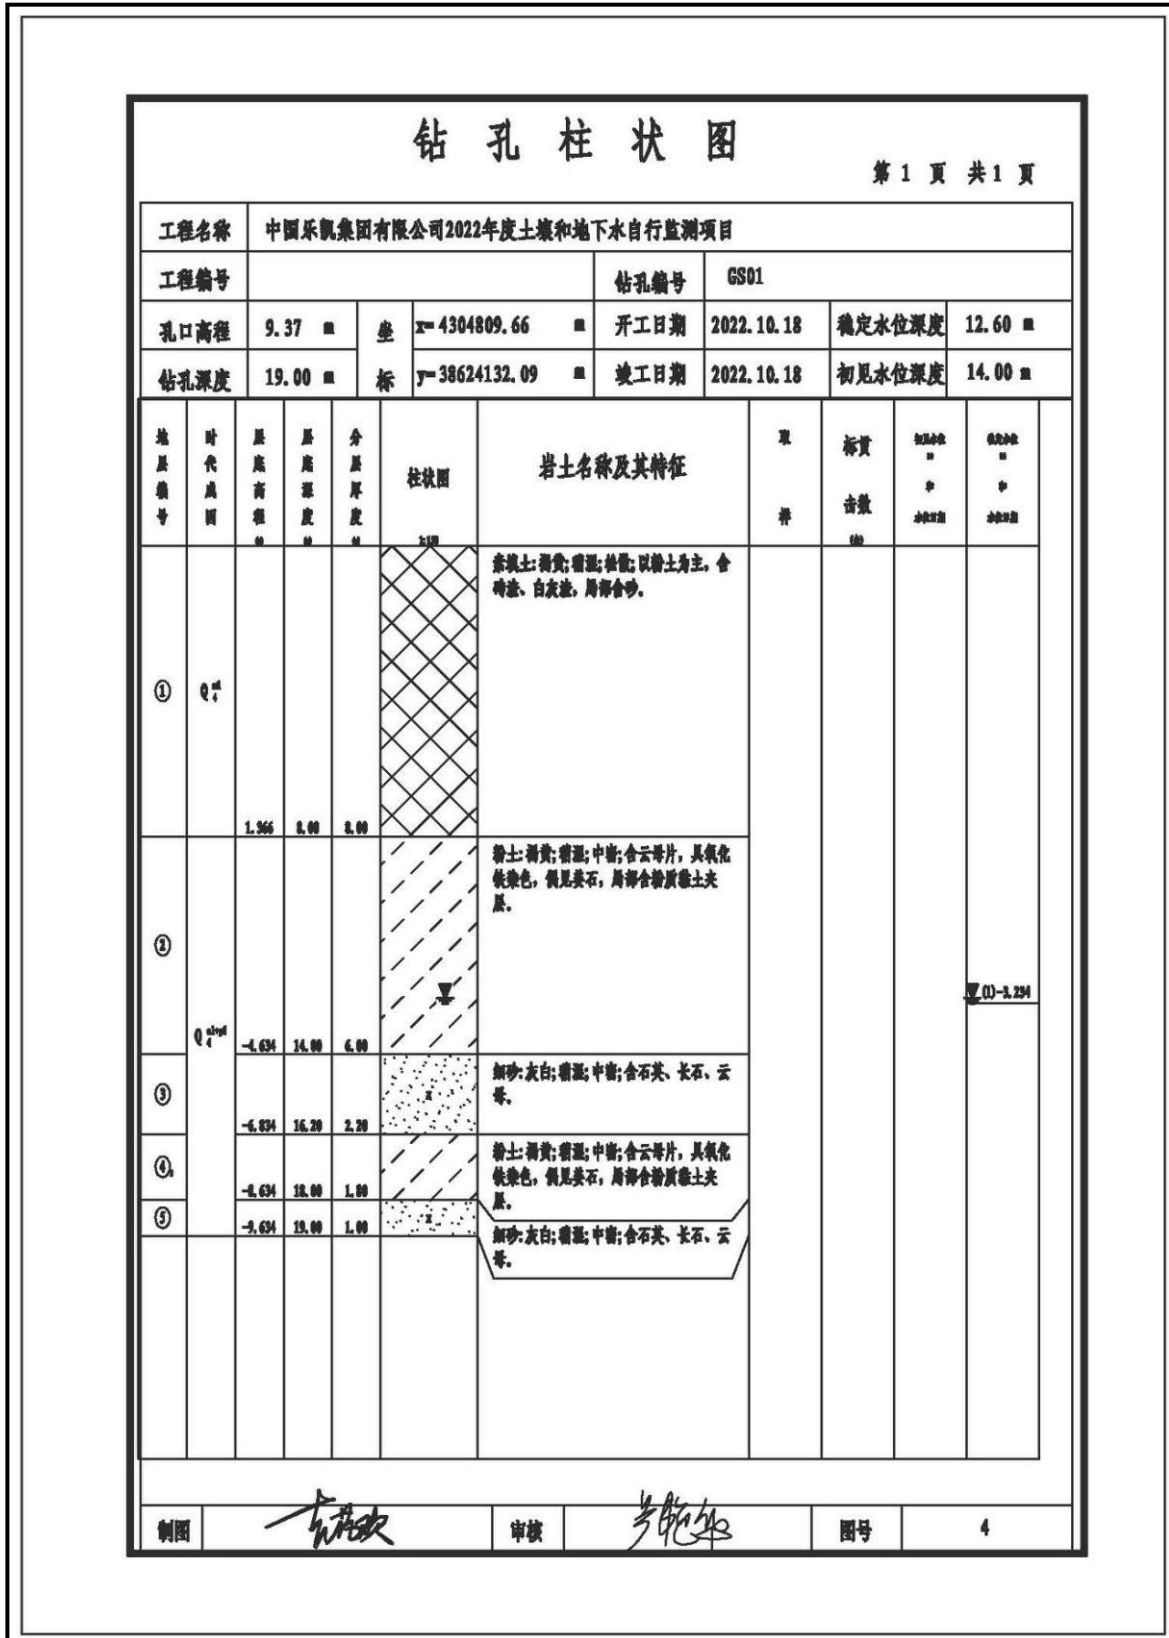 钻孔柱状图
第 1 页 共 1 页
工程名称 中国乐凯集团有限公司2022年度土壤和地下水自行监测项目
工程编号 钻孔编号 GS01
孔口高程 9.37 m 坐 x= 4304809.66 m 开工日期 2022.10.18 稳定水位深度 12.60 m
钻孔深度 19.00 m 标 y= 38624132.09 m 竣工日期 2022.10.18 初见水位深度 14.00 m
地层编号 时代成因 层底高程 层底深度 分层厚度 柱状图 岩土名称及其特征 取样 标贯击数
素填土: 褐黄; 稍湿; 松散; 以粉土为主, 含
砖渣、白灰渣, 局部含砂。
① Q 4 ml
1.366 8.00 8.00
粉土: 褐黄; 稍湿; 中密; 含云母片, 具氧化
铁染色, 偶见姜石, 局部含粉质黏土夹
层。
②
(1)-3.234
Q 4 al+pl
-4.634 14.00 6.00
细砂: 灰白; 稍湿; 中密; 含石英、长石、云
母。
③
-6.834 16.20 2.20
粉土: 褐黄; 稍湿; 中密; 含云母片, 具氧化
铁染色, 偶见姜石, 局部含粉质黏土夹
层。
④
-8.634 18.00 1.80
⑤
-9.634 19.00 1.00
细砂: 灰白; 稍湿; 中密; 含石英、长石、云
母。
制图 审核 图号 4